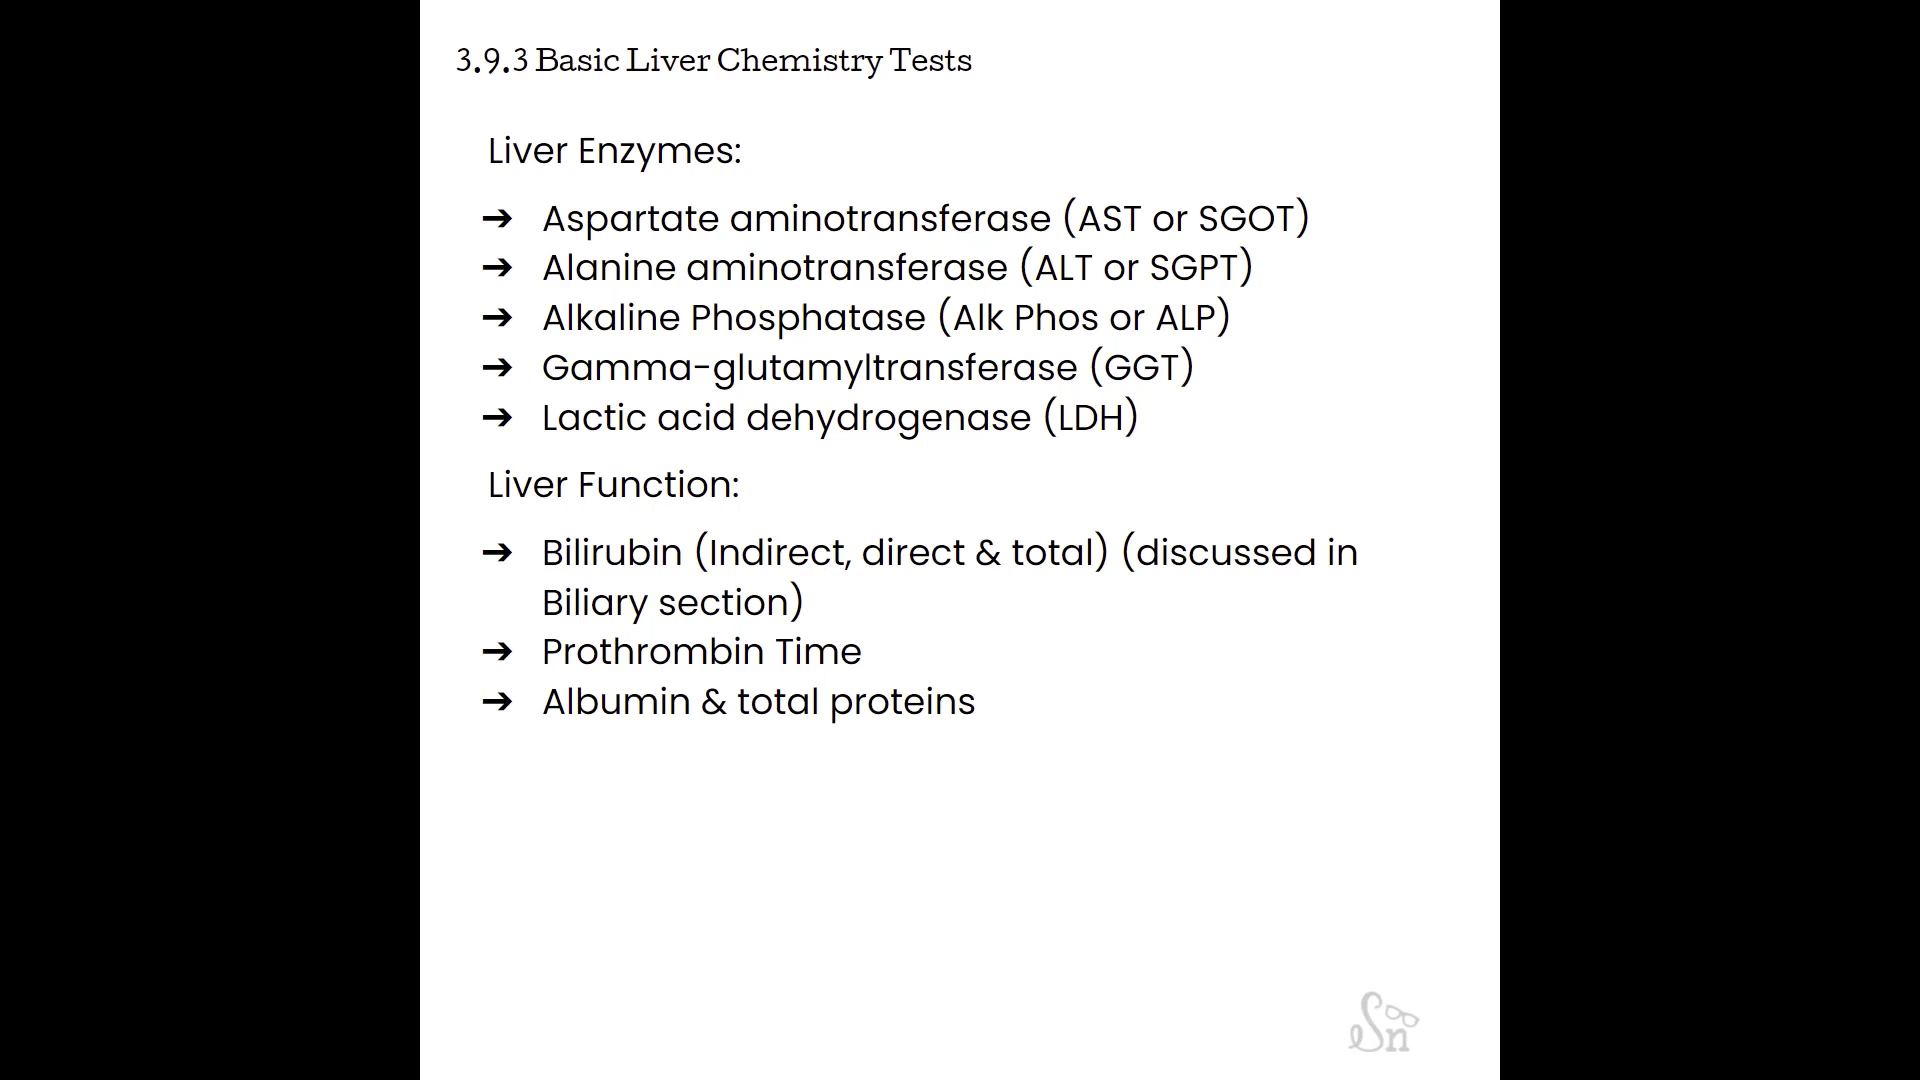 3.9.3 Basic Liver Chemistry Tests
Liver Enzymes:
➔ Aspartate aminotransferase (AST or SGOT)
➔ Alanine aminotransferase (ALT or SGPT)
➔ Alkaline Phosphatase (Alk Phos or ALP)
➔ Gamma-glutamyltransferase (GGT)
➔ Lactic acid dehydrogenase (LDH)
Liver Function:
➔ Bilirubin (Indirect, direct & total) (discussed in
Biliary section)
➔ Prothrombin Time
➔ Albumin & total proteins
Sn